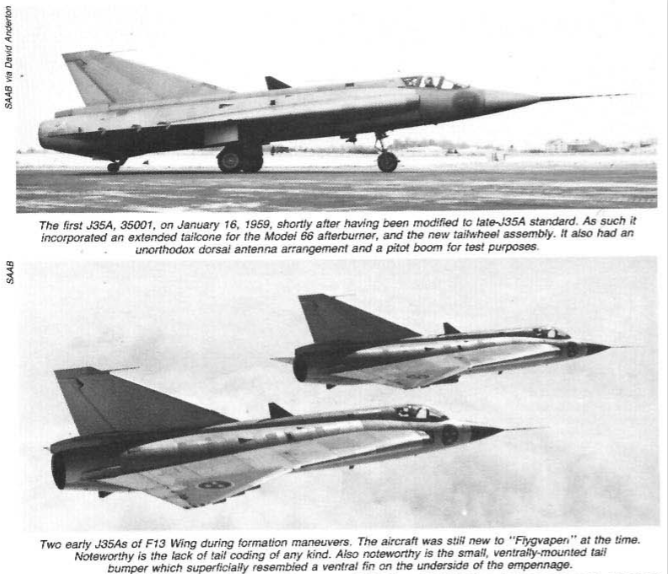 SAAB via David Anderton
The first J35A, 35001, on January 16, 1959, shortly after having been modified to late-J35A standard. As such it
incorporated an extended tailcone for the Model 66 afterburner, and the new tailwheel assembly. It also had an
unorthodox dorsal antenna arrangement and a pitot boom for test purposes.
SAAB
Two early J35As of F13 Wing during formation maneuvers. The aircraft was still new to "Flygvapen" at the time.
Noteworthy is the lack of tail coding of any kind. Also noteworthy is the small, ventrally-mounted tail
bumper which superficially resembled a ventral fin on the underside of the empennage.